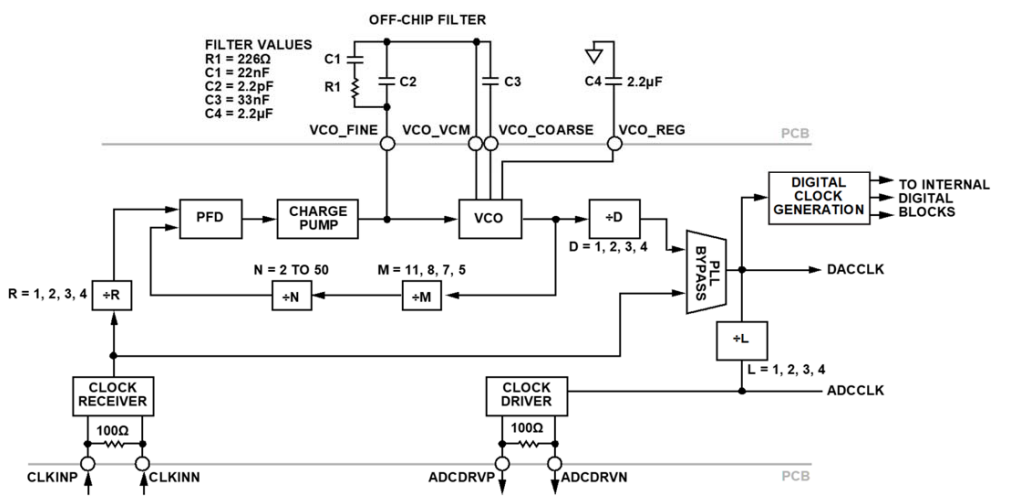 OFF-CHIP FILTER
FILTER VALUES
R1 = 226Ω
C1 = 22nF
C2 = 2.2pF
C3 = 33nF
C4 = 2.2µF
C1
R1
C2
C3
C4
2.2µF
VCO_FINE
VCO_VCM
VCO_COARSE
VCO_REG
PCB
PFD
CHARGE
PUMP
VCO
÷D
D = 1, 2, 3, 4
DIGITAL
CLOCK
GENERATION
TO INTERNAL
DIGITAL
BLOCKS
PLL
BYPASS
DACCLK
N = 2 TO 50
M = 11, 8, 7, 5
R = 1, 2, 3, 4
÷R
÷N
÷M
÷L
L = 1, 2, 3, 4
CLOCK
RECEIVER
CLOCK
DRIVER
ADCCLK
100Ω
100Ω
CLKINP
CLKINN
ADCDRVP
ADCDRVN
PCB